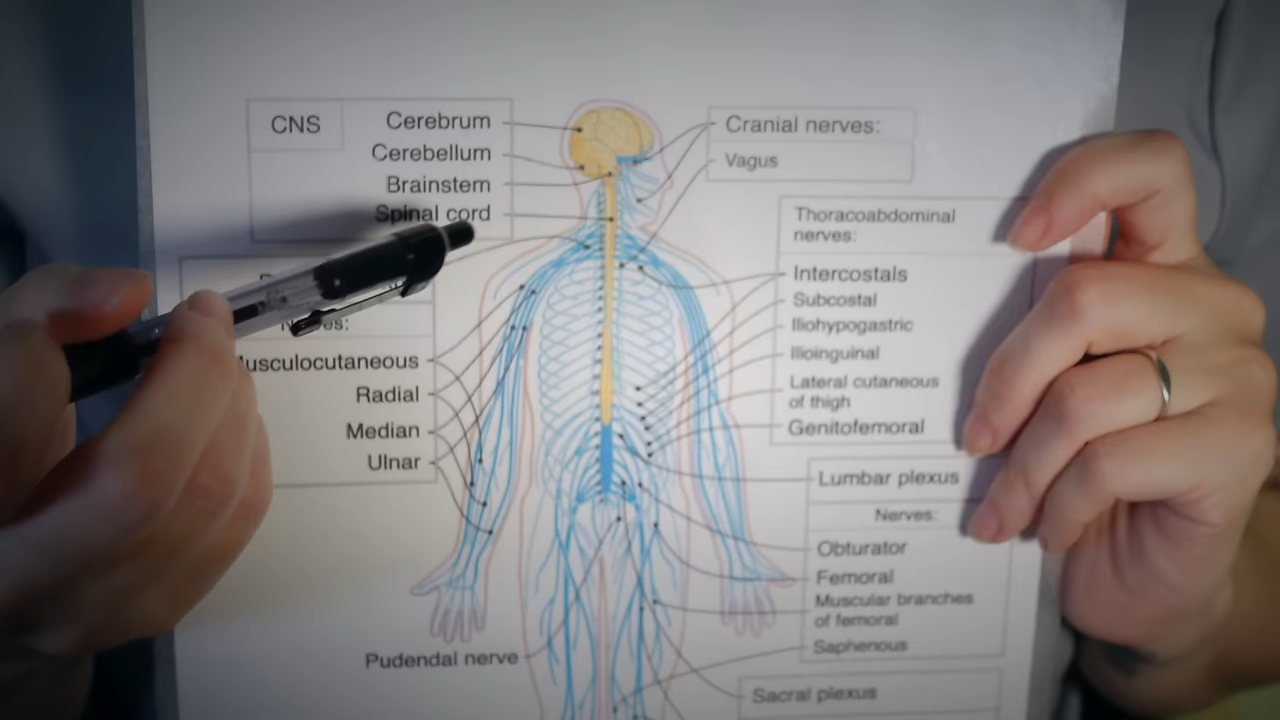 CNS
Cerebrum
Cerebellum
Brainstem
Spinal cord
Musculocutaneous
Radial
Median
Ulnar
Pudendal nerve
Cranial nerves:
Vagus
Thoracoabdominal
nerves:
Intercostals
Subcostal
Iliohypogastric
Ilioinguinal
Lateral cutaneous
of thigh
Genitofemoral
Lumbar plexus
Nerves:
Obturator
Femoral
Muscular branches
of femoral
Saphenous
Sacral plexus